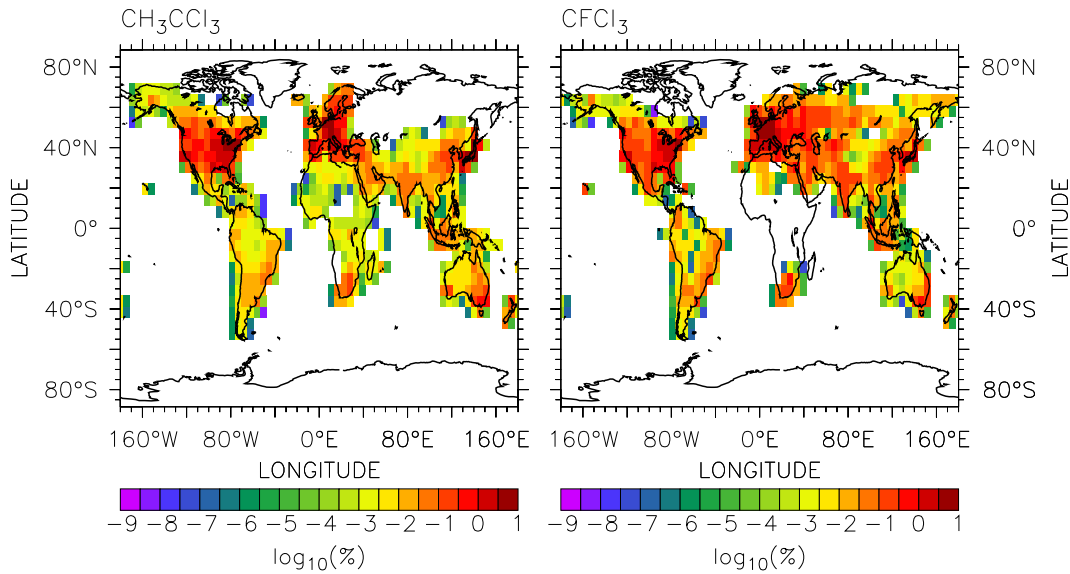 CH₃CCl₃
CFCl₃
80°N
40°N
0°
40°S
80°S
LATITUDE
80°N
40°N
0°
40°S
80°S
LATITUDE
160°W 80°W 0°E 80°E 160°E
LONGITUDE
160°W 80°W 0°E 80°E 160°E
LONGITUDE
−9 −8 −7 −6 −5 −4 −3 −2 −1 0 1
log₁₀(%)
−9 −8 −7 −6 −5 −4 −3 −2 −1 0 1
log₁₀(%)